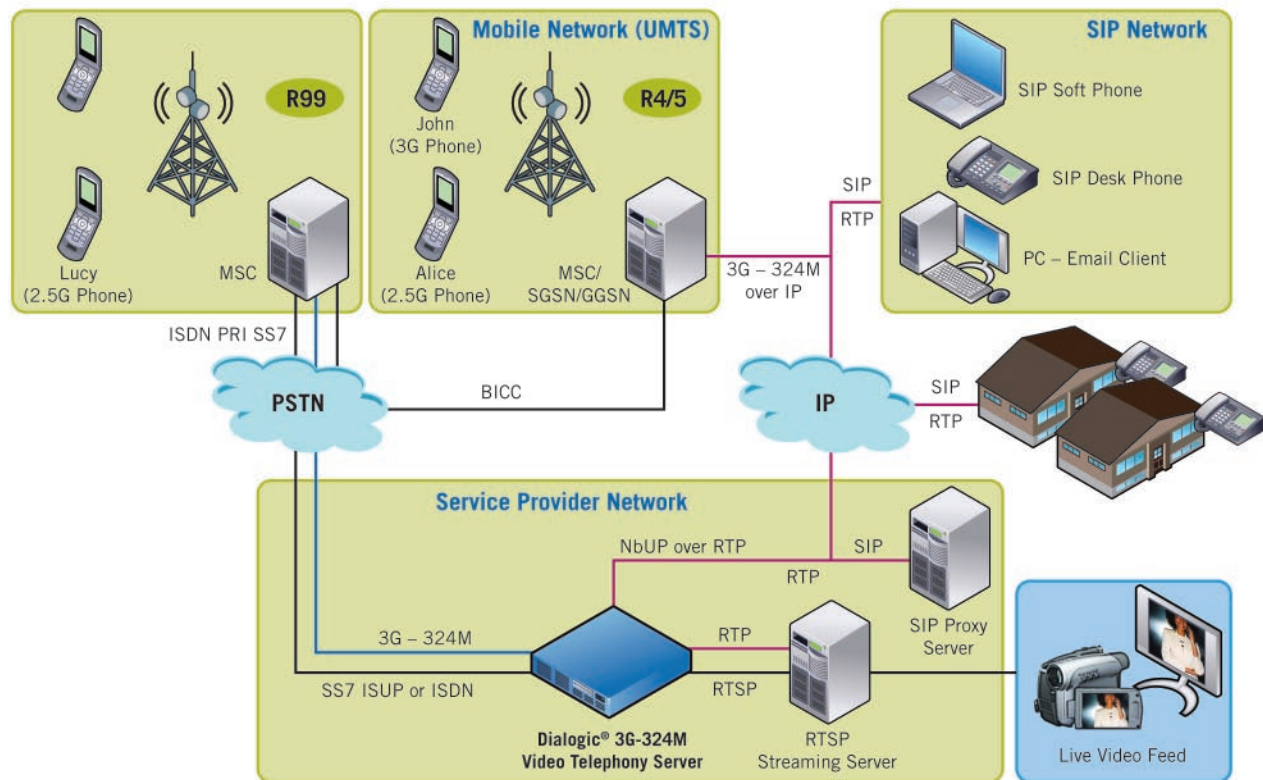 R99
Lucy
(2.5G Phone)
MSC
Mobile Network (UMTS)
R4/5
John
(3G Phone)
Alice
(2.5G Phone)
MSC/
SGSN/GGSN
SIP Network
SIP Soft Phone
SIP Desk Phone
PC – Email Client
SIP
RTP
3G – 324M
over IP
ISDN PRI SS7
PSTN
BICC
IP
SIP
RTP
Service Provider Network
NbUP over RTP
SIP
RTP
SIP Proxy
Server
3G – 324M
SS7 ISUP or ISDN
RTP
RTSP
Dialogic® 3G-324M
Video Telephony Server
RTSP
Streaming Server
Live Video Feed